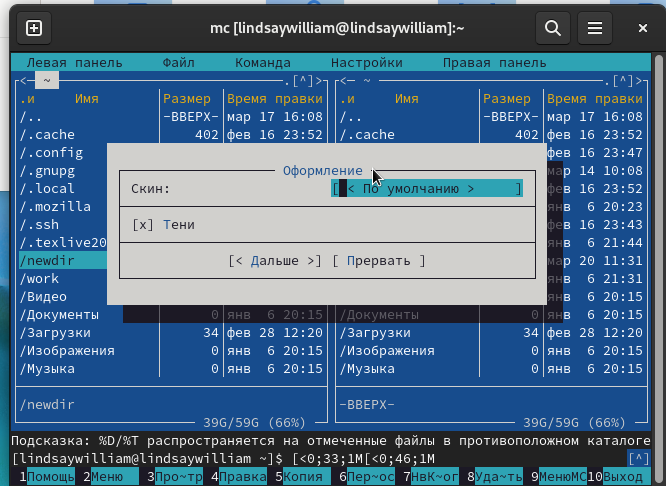 mc [lindsaywilliam@lindsaywilliam]:~
Левая панель Файл Команда Настройки Правая панель
<— ~ .[^]> <— ~ .[^]>
.и Имя Размер Время правки .и Имя Размер Время правки
/.. -ВВЕРХ- мар 17 16:08 /.. -ВВЕРХ- мар 17 16:08
/.cache 402 фев 16 23:52 /.cache 402 фев 16 23:52
/.config фев 16 23:47
/.gnupg мар 14 10:08
/.local фев 16 23:52
/.mozilla янв 6 20:23
/.ssh фев 16 23:43
/.texlive20 янв 6 21:44
/newdir мар 20 11:31
/work янв 6 21:31
/Видео янв 6 20:15
/Документы 0 янв 6 20:15 /Документы 0 янв 6 20:15
/Загрузки 34 фев 28 12:20 /Загрузки 34 фев 28 12:20
/Изображения 0 янв 6 20:15 /Изображения 0 янв 6 20:15
/Музыка 0 янв 6 20:15 /Музыка 0 янв 6 20:15
Оформление
Скин: [ < По умолчанию > ]
[x] Тени
[< Дальше >] [ Прервать ]
/newdir -ВВЕРХ-
39G/59G (66%) 39G/59G (66%)
Подсказка: %D/%T распространяется на отмеченные файлы в противоположном каталоге
[lindsaywilliam@lindsaywilliam ~]$ [<0;33;1M[<0;46;1M [^]
1Помощь 2Меню 3Про~тр 4Правка 5Копия 6Пер~ос 7НвК~ог 8Уда~ть 9МенюMC 10Выход